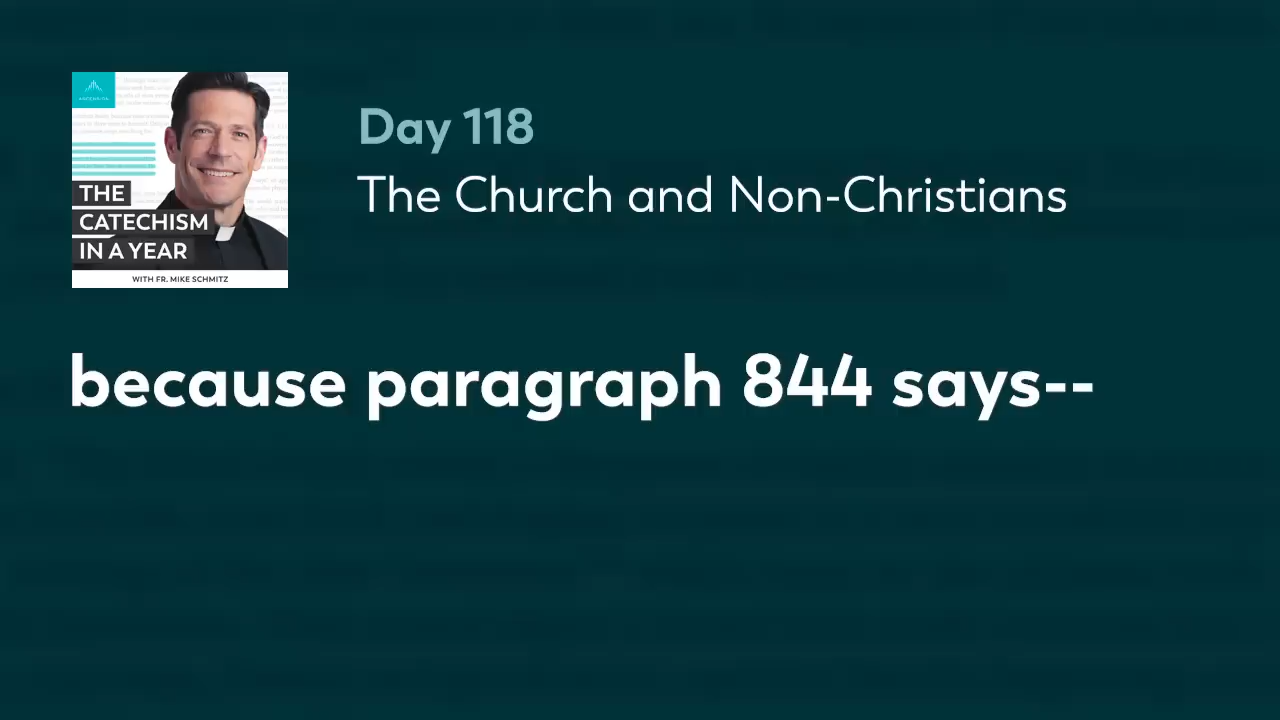 ASCENSION
Day 118
The Church and Non-Christians
THE
CATECHISM
IN A YEAR
WITH FR. MIKE SCHMITZ
because paragraph 844 says--